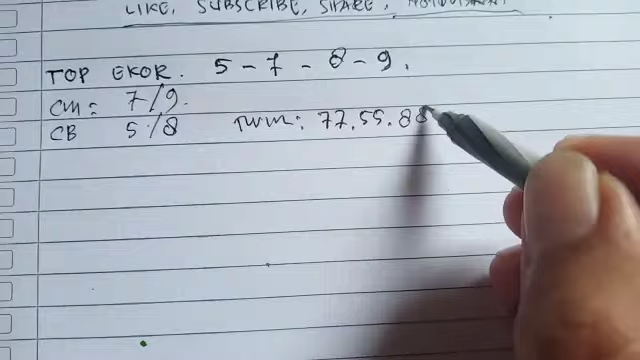 LIKE, SUBSCRIBE, SHARE,
TOP EKOR. 5 - 7 - 8 - 9.
CM = 7/9.
CB 5/8 TWIN: 77.55.88